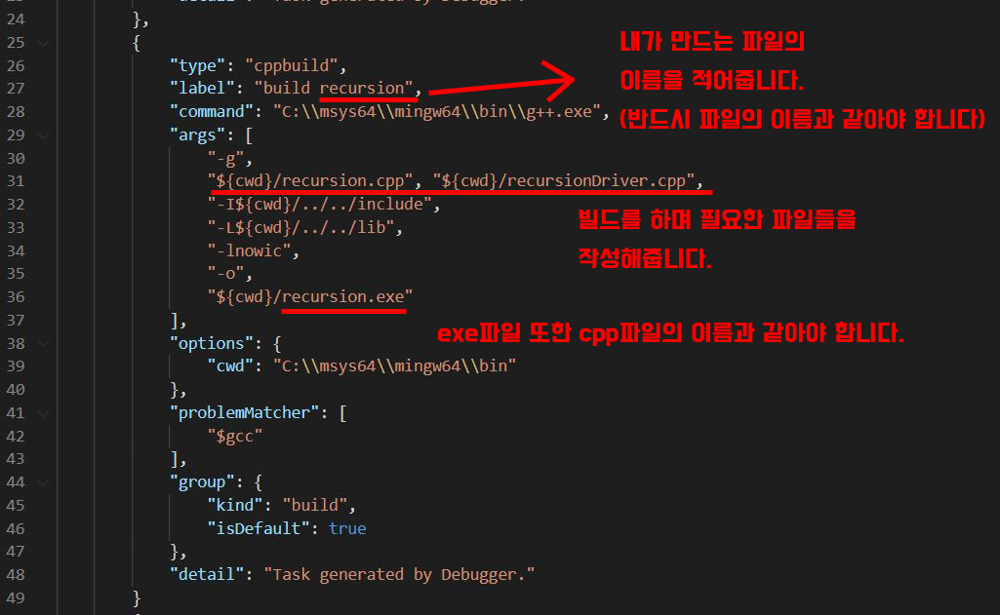 "detail": "Task generated by Debugger."
24 },
25 {
26 "type": "cppbuild",
27 "label": "build recursion",
28 "command": "C:\\msys64\\mingw64\\bin\\g++.exe",
29 "args": [
30 "-g",
31 "${cwd}/recursion.cpp", "${cwd}/recursionDriver.cpp",
32 "-I${cwd}/../../include",
33 "-L${cwd}/../../lib",
34 "-lnowic",
35 "-o",
36 "${cwd}/recursion.exe"
37 ],
38 "options": {
39 "cwd": "C:\\msys64\\mingw64\\bin"
40 },
41 "problemMatcher": [
42 "$gcc"
43 ],
44 "group": {
45 "kind": "build",
46 "isDefault": true
47 },
48 "detail": "Task generated by Debugger."
49 }
내가 만드는 파일의
이름을 적어줍니다.
(반드시 파일의 이름과 같아야 합니다)
빌드를 하며 필요한 파일들을
작성해줍니다.
exe파일 또한 cpp파일의 이름과 같아야 합니다.